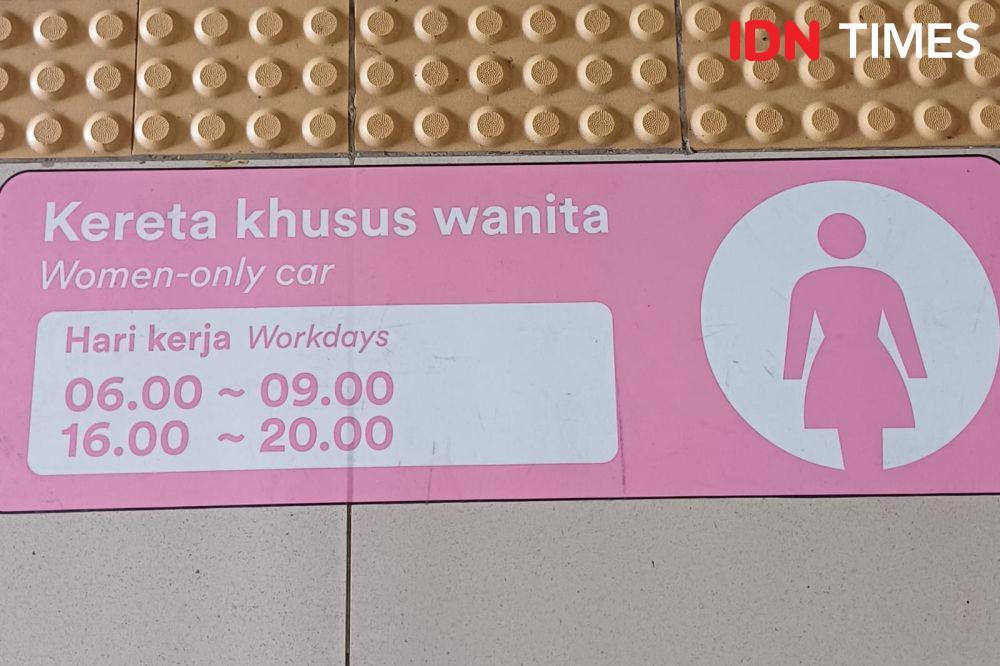 IDN TIMES
Kereta khusus wanita
Women-only car
Hari kerja Workdays
06.00 ~ 09.00
16.00 ~ 20.00